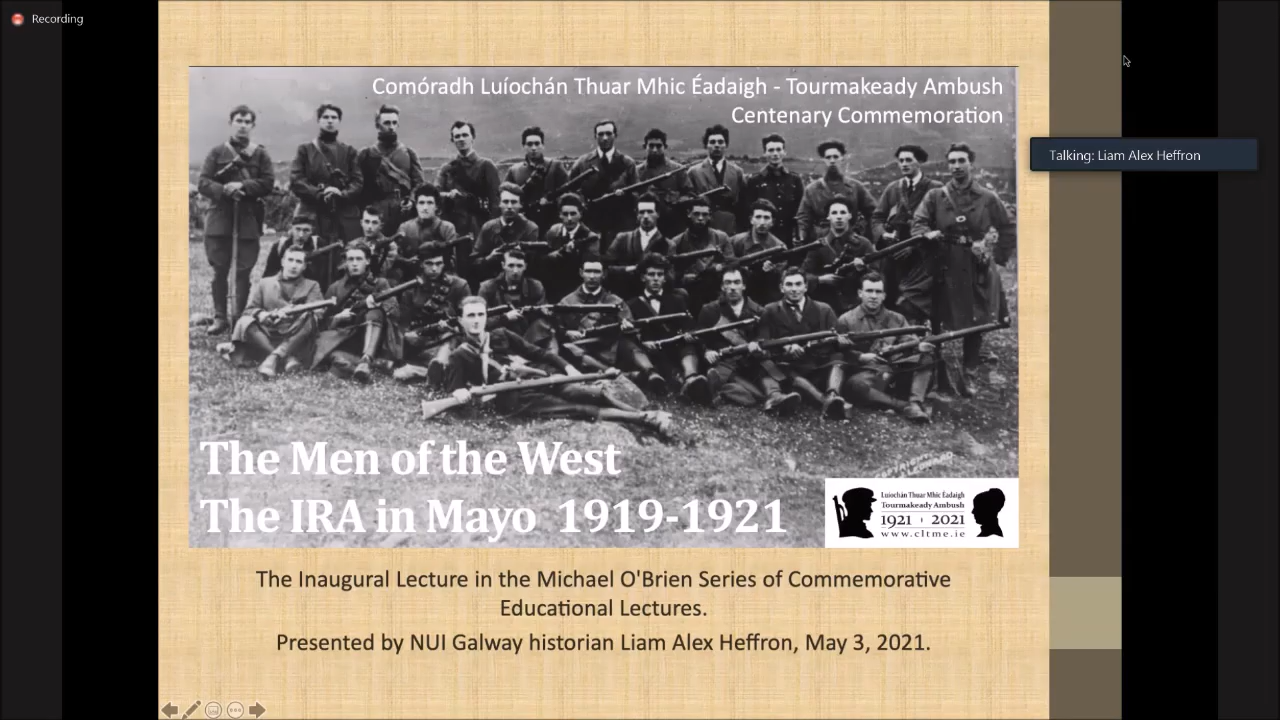 Recording
Comóradh Luíochán Thuar Mhic Éadaigh - Tourmakeady Ambush
Centenary Commemoration
Talking: Liam Alex Heffron
The Men of the West
The IRA in Mayo 1919-1921
Luíochán Thuar Mhic Éadaigh
Tourmakeady Ambush
1921 2021
www.cltme.ie
The Inaugural Lecture in the Michael O'Brien Series of Commemorative
Educational Lectures.
Presented by NUI Galway historian Liam Alex Heffron, May 3, 2021.